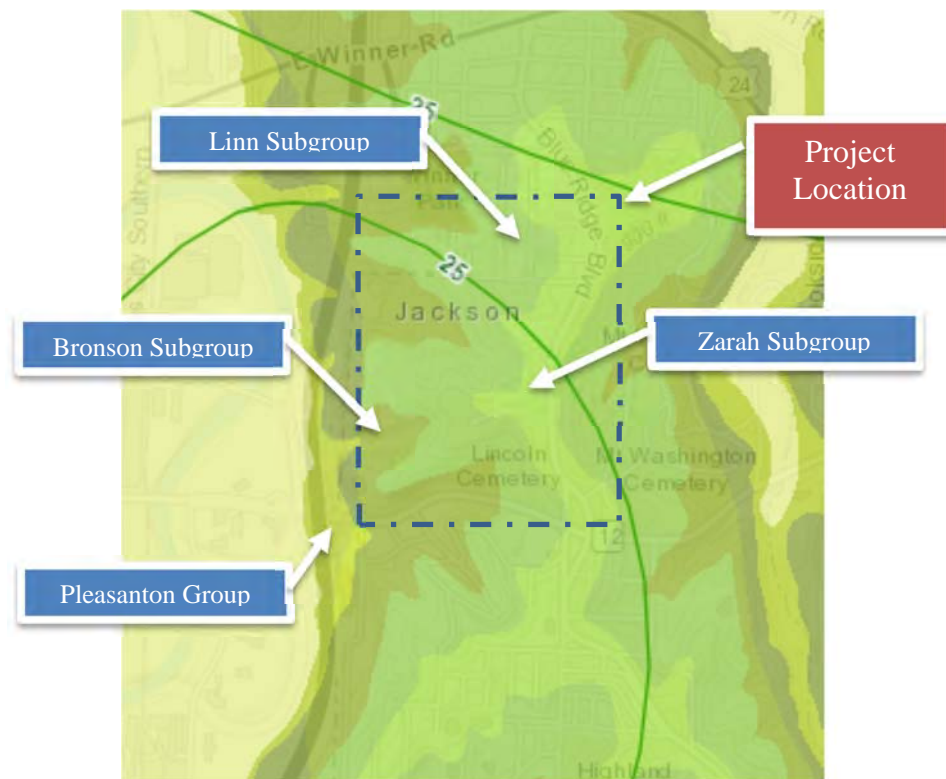 E Winner Rd
24
25
Linn Subgroup
Project
Location
Blue Ridge Blvd
25
Jackson
Bronson Subgroup
Zarah Subgroup
Lincoln
Cemetery
Mt Washington
Cemetery
12
Pleasanton Group
Highland